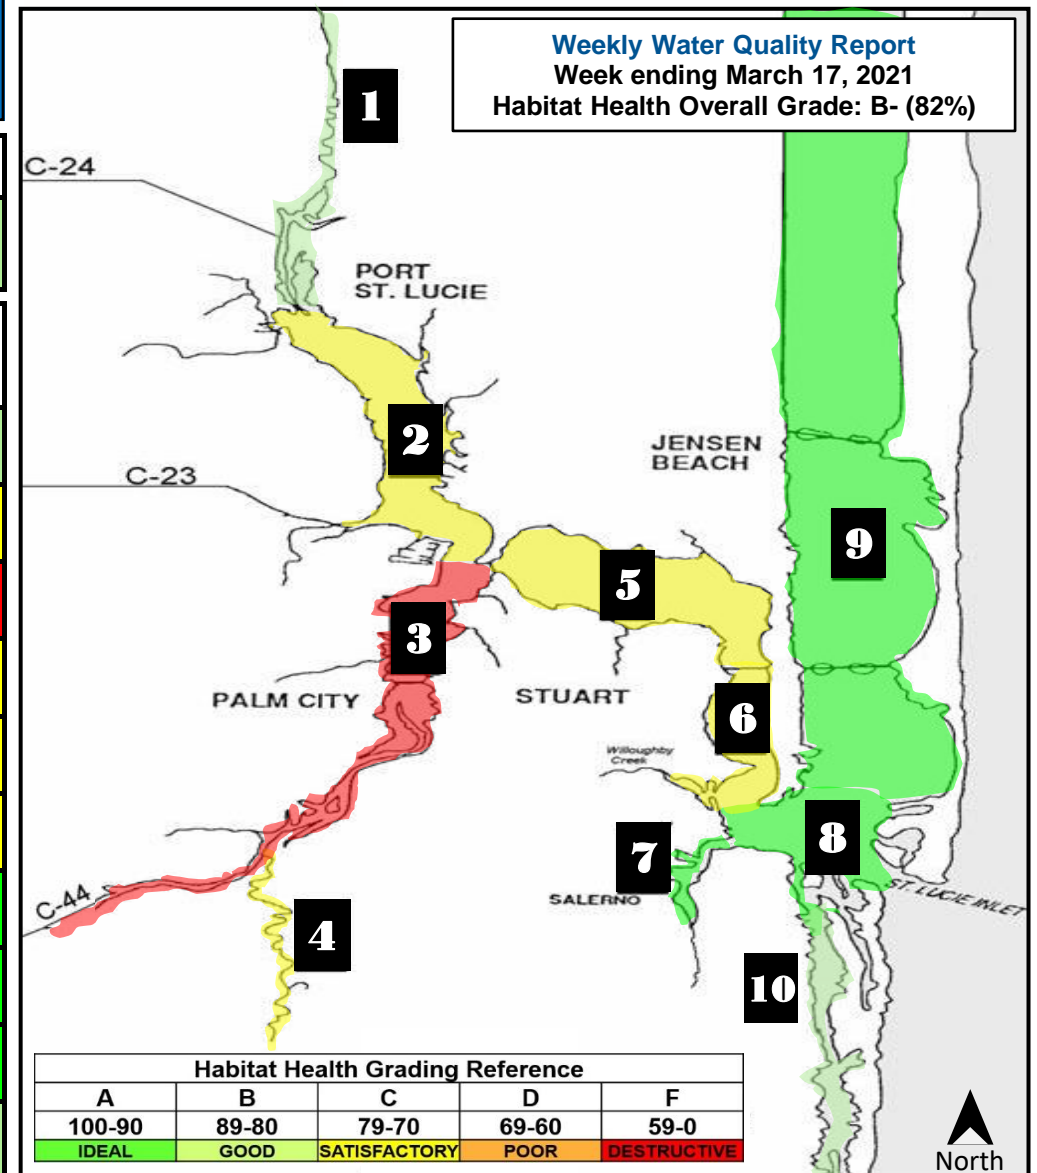 Weekly Water Quality Report
Week ending March 17, 2021
Habitat Health Overall Grade: B- (82%)
1
C-24
PORT
ST. LUCIE
2
JENSEN
BEACH
C-23
9
5
3
PALM CITY
STUART
6
Willoughby
Creek
8
7
SALERNO
ST. LUCIE INLET
C-44
4
10
Habitat Health Grading Reference
A B C D F
100-90 89-80 79-70 69-60 59-0
IDEAL GOOD SATISFACTORY POOR DESTRUCTIVE
North